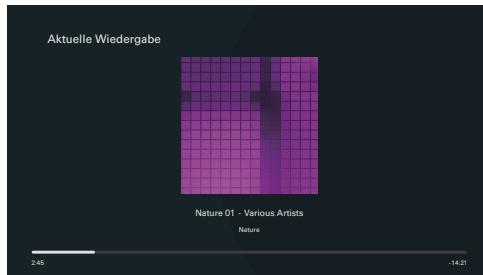 Aktuelle Wiedergabe
Nature 01 - Various Artists
Nature
2:45
-14:21